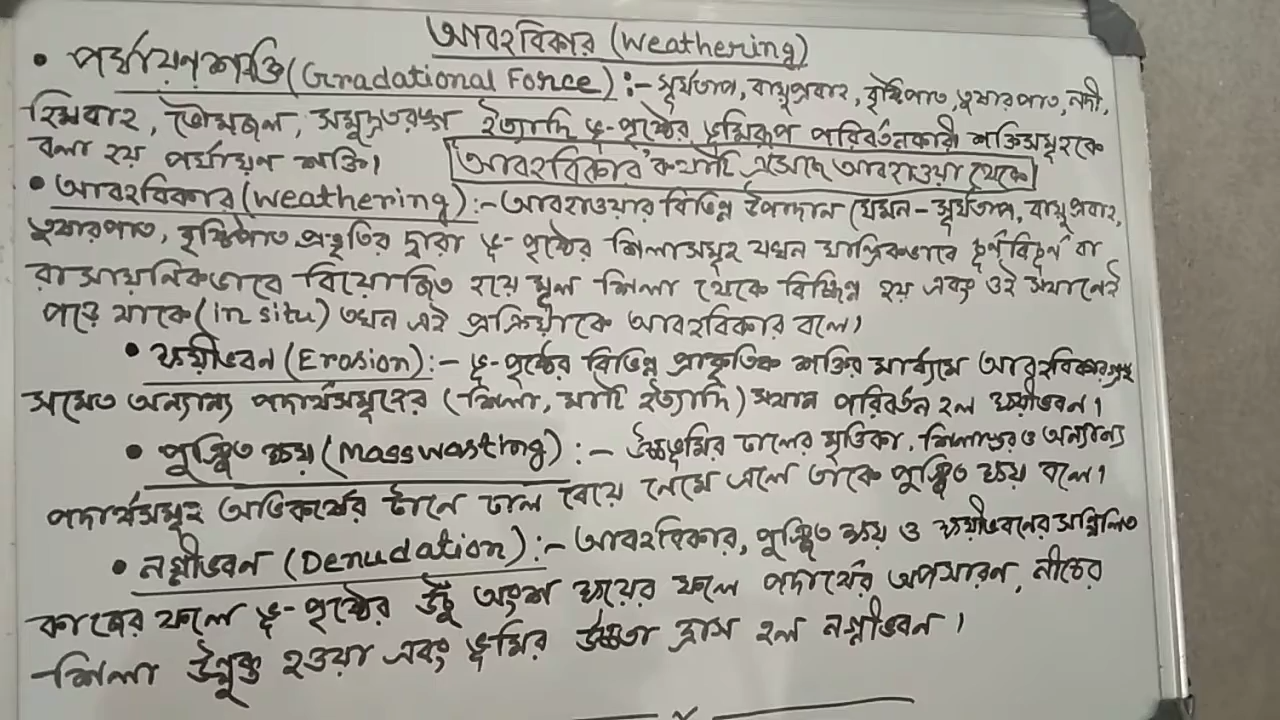 আবহবিকার (Weathering)
• পর্যায়ণ শক্তি (Gradational Force) :- সূর্যতাপ, বায়ুপ্রবাহ, বৃষ্টিপাত, তুষারপাত, নদী,
হিমবাহ, ভৌমজল, সমুদ্রতরঙ্গ ইত্যাদি ভূ-পৃষ্ঠের ভূমিরূপ পরিবর্তনকারী শক্তিসমূহকে
বলা হয় পর্যায়ণ শক্তি। 'আবহবিকার' কথাটি এসেছে আবহাওয়া থেকে।
• আবহবিকার (Weathering) :- আবহাওয়ার বিভিন্ন উপাদান যেমন - সূর্যতাপ, বায়ুপ্রবাহ,
তুষারপাত, বৃষ্টিপাত প্রভৃতির দ্বারা ভূ-পৃষ্ঠের শিলাসমূহ যখন যান্ত্রিকভাবে চূর্ণবিচূর্ণ বা
রাসায়নিকভাবে বিয়োজিত হয়ে মূল শিলা থেকে বিচ্ছিন্ন হয় এবং ওই স্থানেই
পড়ে থাকে (in situ) তখন এই প্রক্রিয়াকে আবহবিকার বলে।
• ক্ষয়ীভবন (Erosion) :- ভূ-পৃষ্ঠের বিভিন্ন প্রাকৃতিক শক্তির মাধ্যমে
সমেত অন্যান্য পদার্থসমূহের (শিলা, মাটি ইত্যাদি) স্থান পরিবর্তন হল ক্ষয়ীভবন।
• পুঞ্জিত ক্ষয় (Mass wasting) :- উচ্চভূমির ঢালের মৃত্তিকা, শিলাস্তর ও অন্যান্য
পদার্থসমূহ অভিকর্ষের টানে ঢাল বেয়ে নেমে এলে তাকে পুঞ্জিত ক্ষয় বলে।
• নগ্নীভবন (Denudation) :- আবহবিকার, পুঞ্জিত ক্ষয় ও ক্ষয়ীভবনের সম্মিলিত
কাজের ফলে ভূ-পৃষ্ঠের উঁচু অংশ ক্ষয়ের ফলে পদার্থের অপসারন, নীচের
শিলা উন্মুক্ত হওয়া এবং ভূমির উচ্চতা হ্রাস হল নগ্নীভবন।